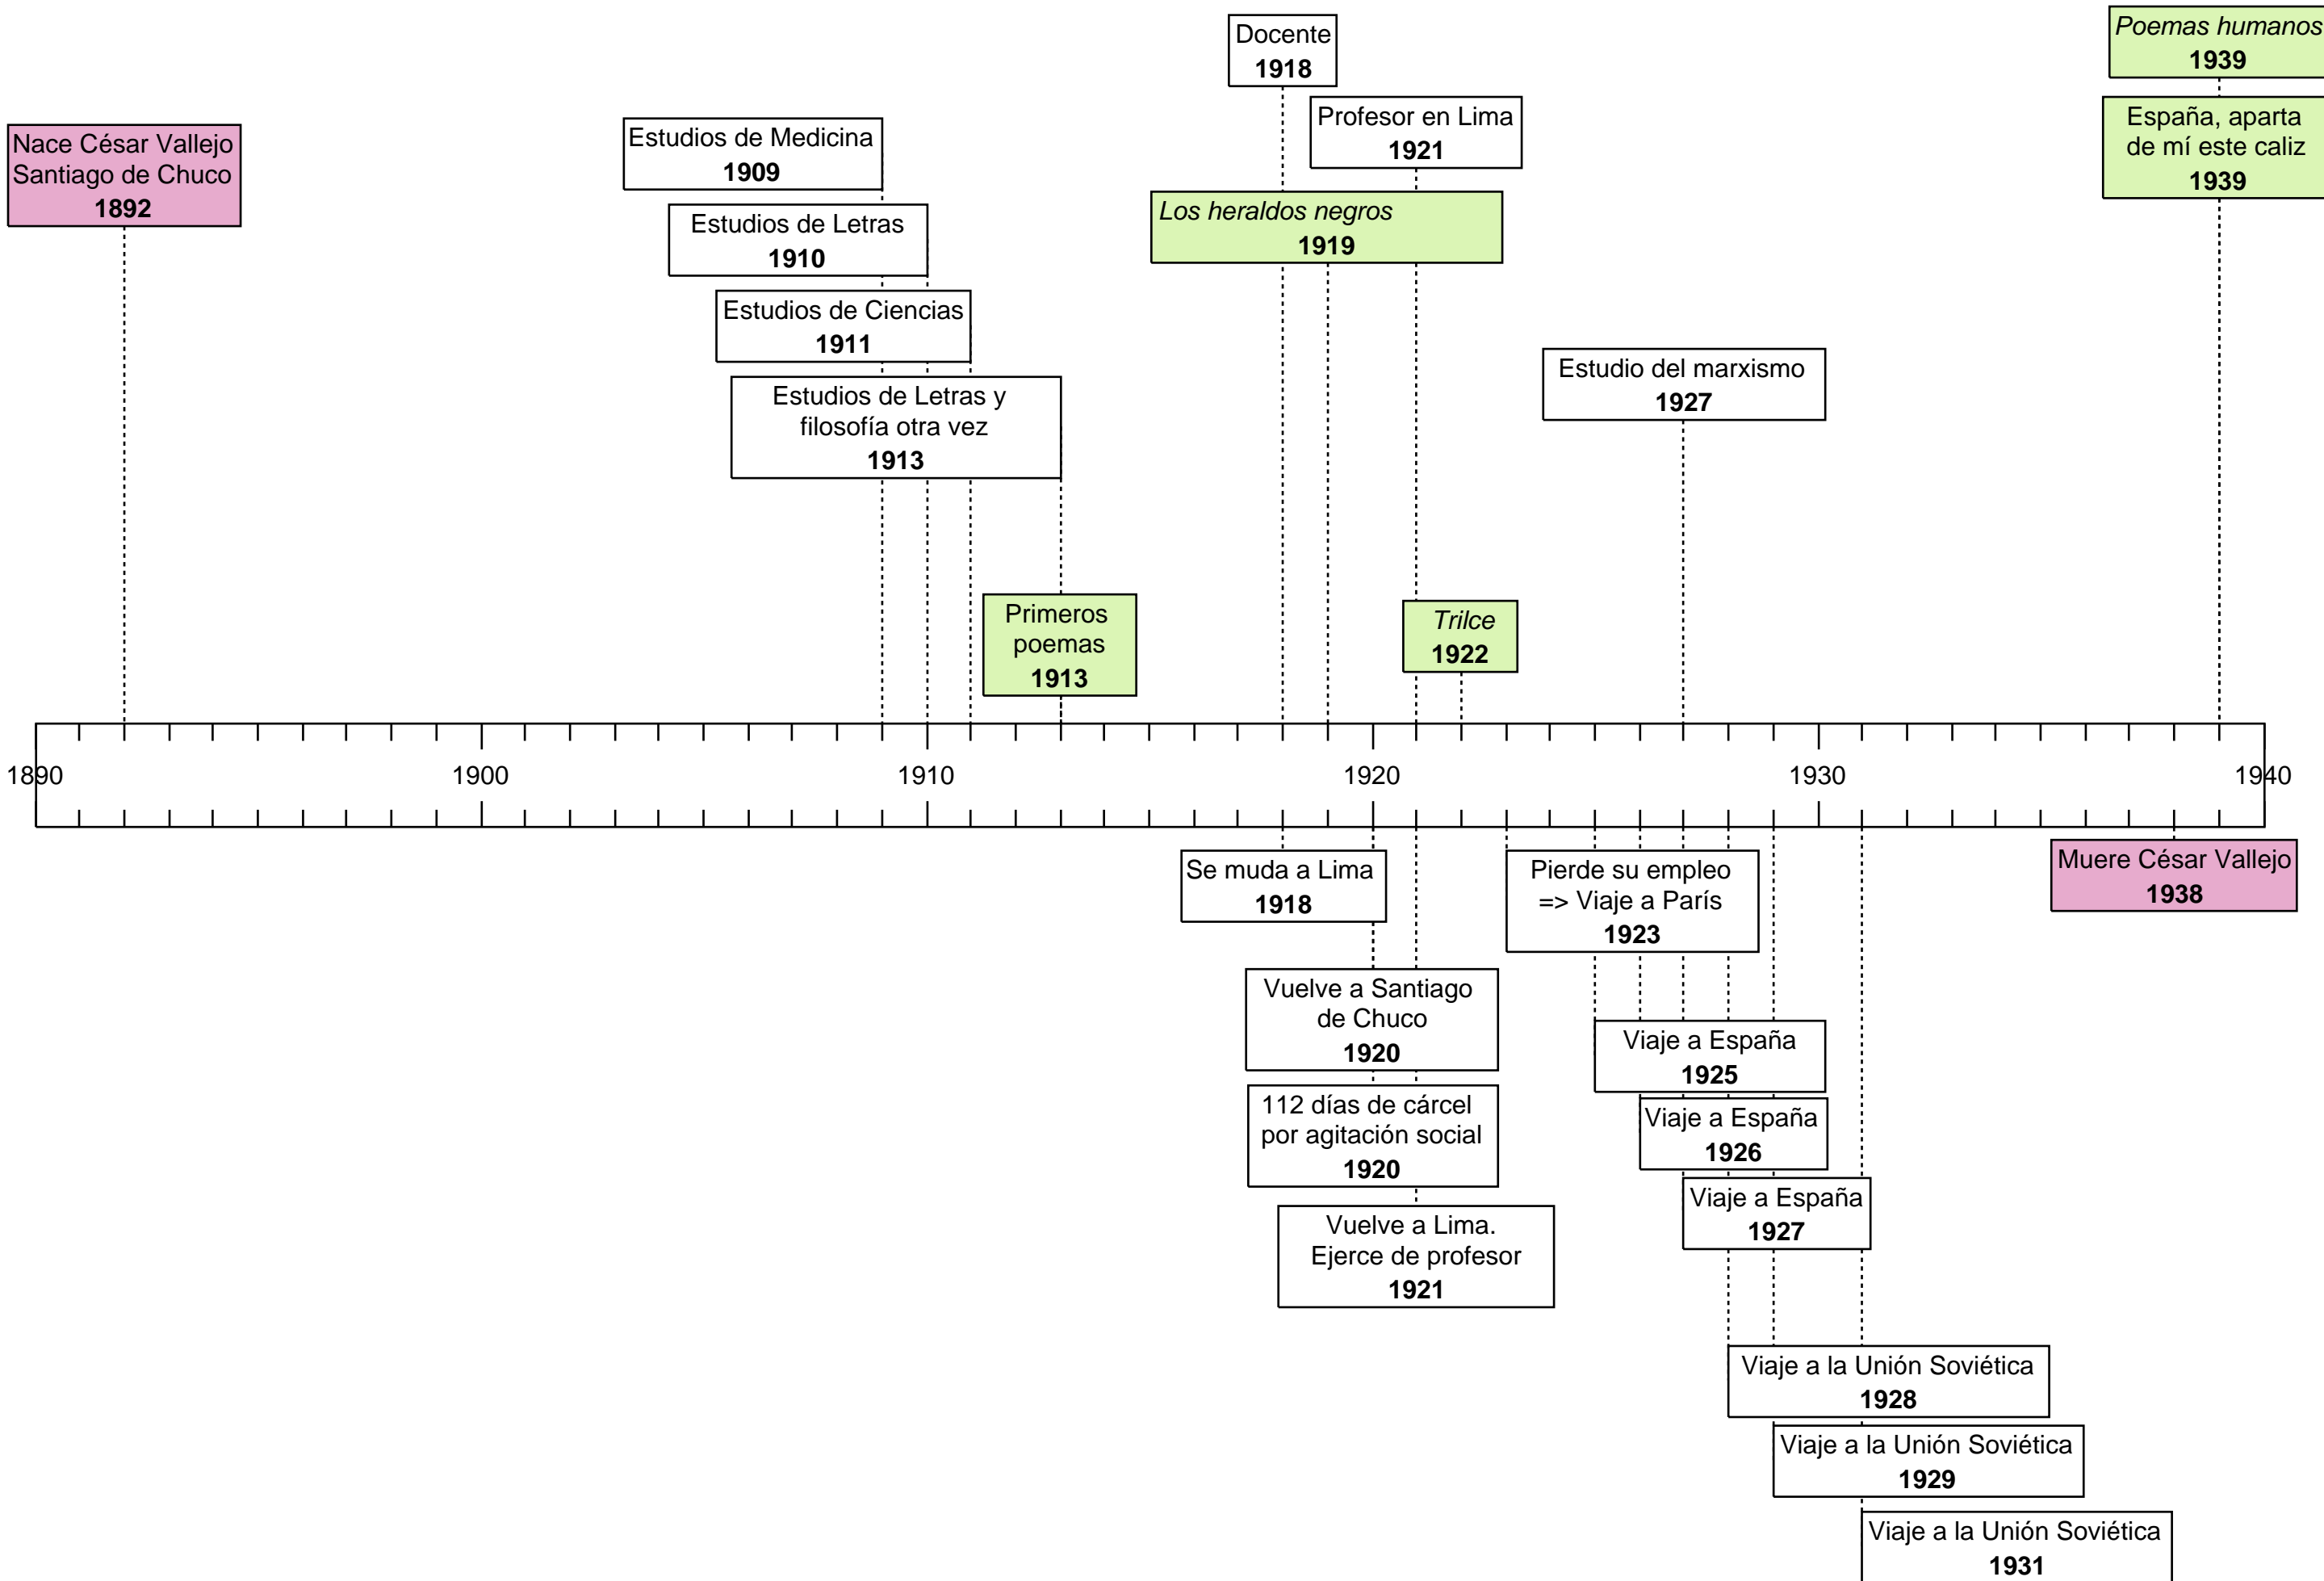 Nace César Vallejo
Santiago de Chuco
1892
Estudios de Medicina
1909
Estudios de Letras
1910
Estudios de Ciencias
1911
Estudios de Letras y
filosofía otra vez
1913
Primeros
poemas
1913
Docente
1918
Profesor en Lima
1921
Los heraldos negros
1919
Trilce
1922
Estudio del marxismo
1927
Poemas humanos
1939
España, aparta
de mí este caliz
1939
1890
1900
1910
1920
1930
1940
Se muda a Lima
1918
Vuelve a Santiago
de Chuco
1920
112 días de cárcel
por agitación social
1920
Vuelve a Lima.
Ejerce de profesor
1921
Pierde su empleo
=> Viaje a París
1923
Viaje a España
1925
Viaje a España
1926
Viaje a España
1927
Viaje a la Unión Soviética
1928
Viaje a la Unión Soviética
1929
Viaje a la Unión Soviética
1931
Muere César Vallejo
1938